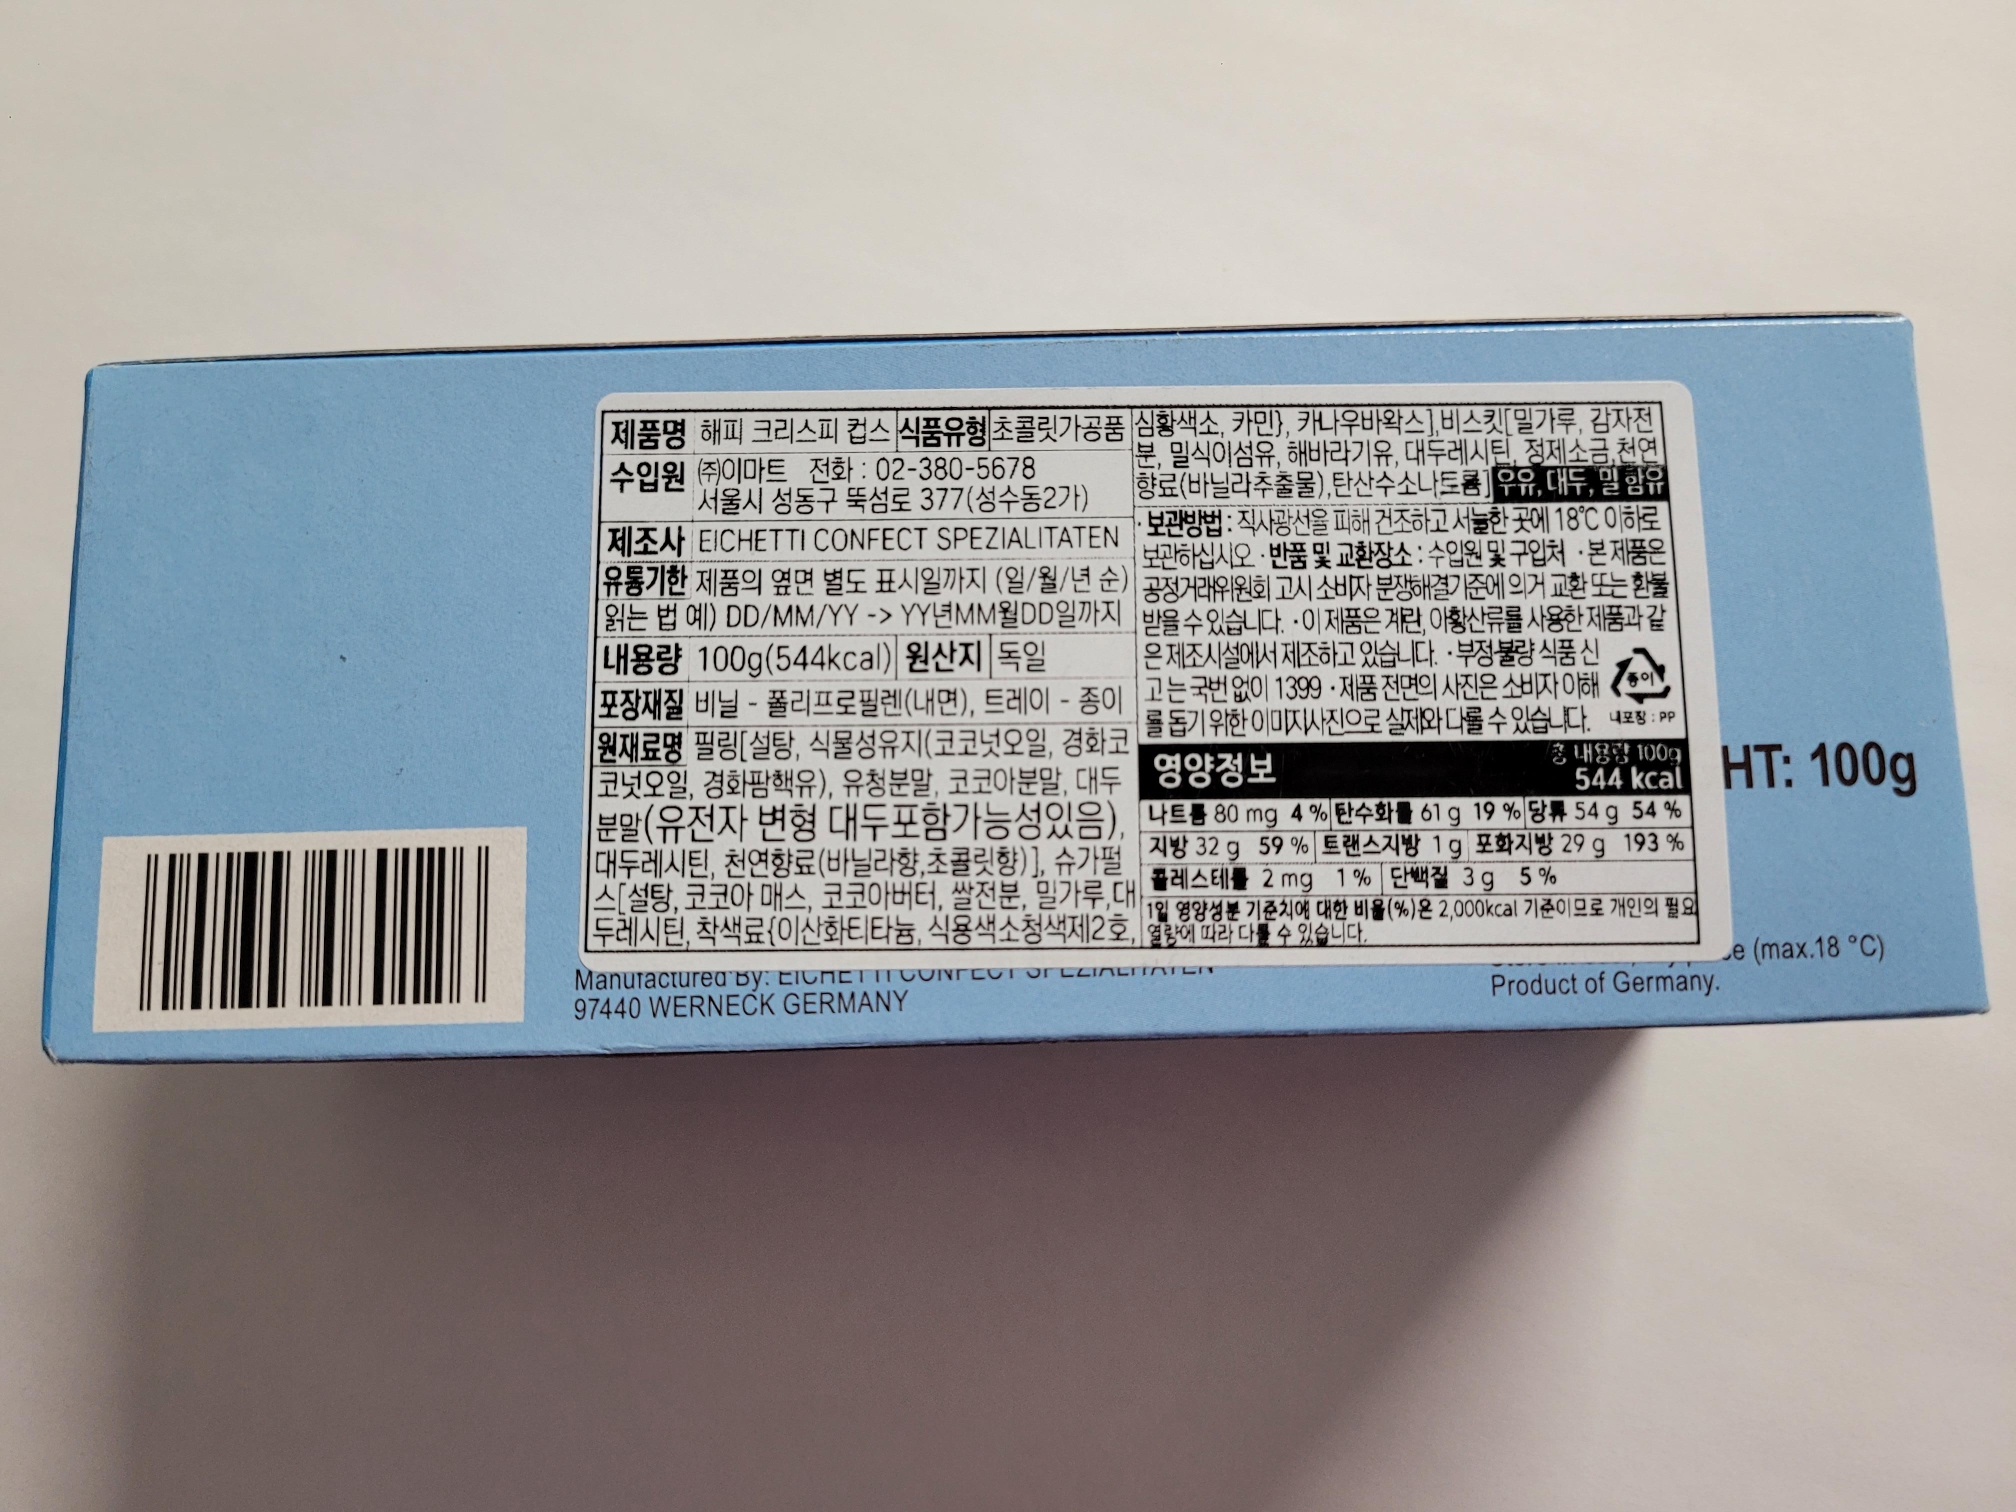 제품명 해피 크리스피 컵스 식품유형 초콜릿가공품
수입원 ㈜이마트 전화 : 02-380-5678
서울시 성동구 뚝섬로 377(성수동2가)
제조사 EICHETTI CONFECT SPEZIALITATEN
유통기한 제품의 옆면 별도 표시일까지 (일/월/년 순)
읽는 법 예) DD/MM/YY -> YY년MM월DD일까지
내용량 100g(544kcal) 원산지 독일
포장재질 비닐 - 폴리프로필렌(내면), 트레이 - 종이
원재료명 필링[설탕, 식물성유지(코코넛오일, 경화코
코넛오일, 경화팜핵유), 유청분말, 코코아분말, 대두
분말(유전자 변형 대두포함가능성있음),
대두레시틴, 천연향료(바닐라향,초콜릿향)], 슈가펄
스[설탕, 코코아 매스, 코코아버터, 쌀전분, 밀가루,대
두레시틴, 착색료{이산화티타늄, 식용색소청색제2호,
심황색소, 카민}, 카나우바왁스],비스킷[밀가루, 감자전
분, 밀식이섬유, 해바라기유, 대두레시틴, 정제소금,천연
향료(바닐라추출물),탄산수소나트륨] 우유, 대두, 밀 함유
·보관방법 : 직사광선을 피해 건조하고 서늘한 곳에 18℃ 이하로
보관하십시오 ·반품 및 교환장소 : 수입원 및 구입처 ·본 제품은
공정거래위원회 고시 소비자 분쟁해결기준에 의거 교환 또는 환불
받을 수 있습니다. ·이 제품은 계란, 아황산류를 사용한 제품과 같
은 제조시설에서 제조하고 있습니다. ·부정·불량 식품 신
고는 국번 없이 1399 ·제품 전면의 사진은 소비자 이해
를 돕기 위한 이미지사진으로 실제와 다를 수 있습니다.
종이
내포장 : PP
영양정보 총 내용량 100g
544 kcal
나트륨 80 mg 4 % 탄수화물 61 g 19 % 당류 54 g 54 %
지방 32 g 59 % 트랜스지방 1 g 포화지방 29 g 193 %
콜레스테롤 2 mg 1 % 단백질 3 g 5 %
1일 영양성분 기준치에 대한 비율(%)은 2,000kcal 기준이므로 개인의 필요
열량에 따라 다를 수 있습니다.
HT: 100g
Manufactured By: EICHETTI CONFECT SPEZIALITATEN
97440 WERNECK GERMANY
(max.18 °C)
Product of Germany.